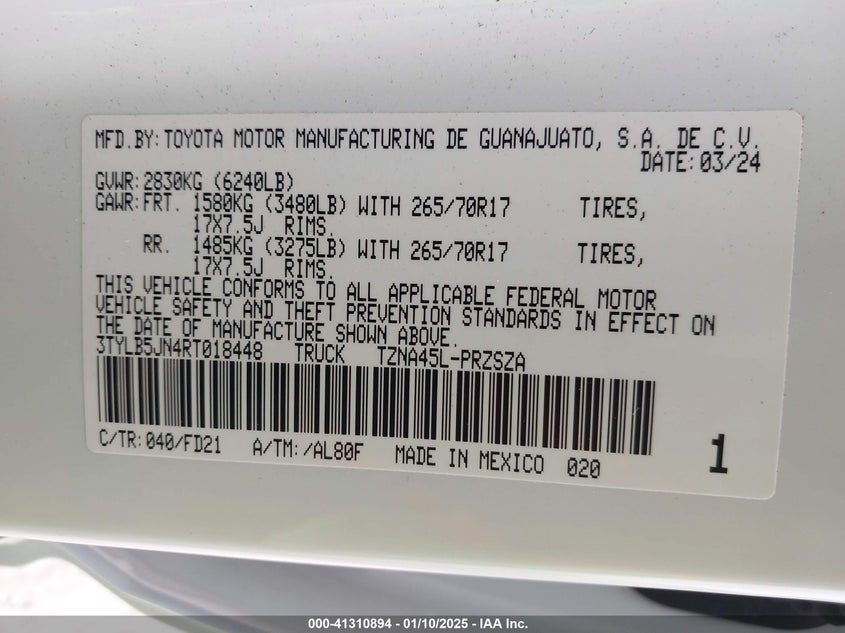 MFD.BY: TOYOTA MOTOR MANUFACTURING DE GUANAJUATO, S.A. DE C.V.
DATE: 03/24
GVWR: 2830KG (6240LB)
GAWR: FRT. 1580KG (3480LB) WITH 265/70R17 TIRES,
17X7.5J RIMS.
RR. 1485KG (3275LB) WITH 265/70R17 TIRES,
17X7.5J RIMS.
THIS VEHICLE CONFORMS TO ALL APPLICABLE FEDERAL MOTOR
VEHICLE SAFETY AND THEFT PREVENTION STANDARDS IN EFFECT ON
THE DATE OF MANUFACTURE SHOWN ABOVE.
3TYLB5JN4RT018448 TRUCK TZNA45L-PRZSZA
C/TR: 040/FD21 A/TM: /AL80F MADE IN MEXICO 020 1
000-41310894 / 01/10/2025 - IAA Inc.